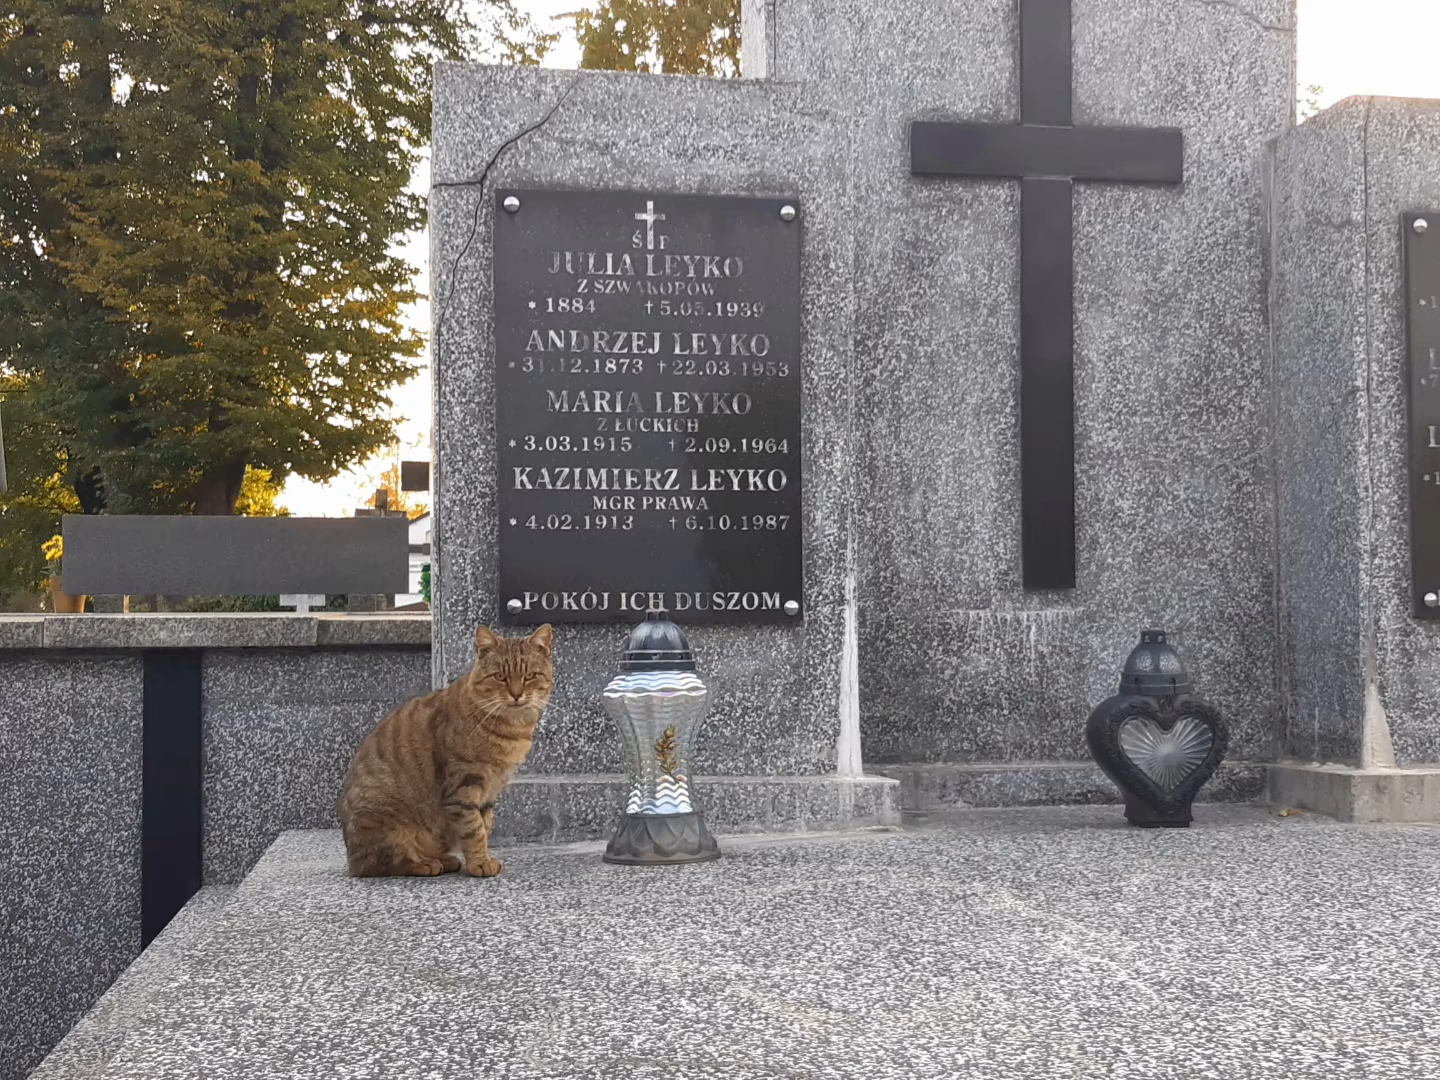 Ś P
JULIA LEYKO
Z SZWAKOPÓW
* 1884 † 5.05.1939
ANDRZEJ LEYKO
* 31.12.1873 † 22.03.1953
MARIA LEYKO
Z ŁUCKICH
* 3.03.1915 † 2.09.1964
KAZIMIERZ LEYKO
MGR PRAWA
* 4.02.1913 † 6.10.1987
POKÓJ ICH DUSZOM